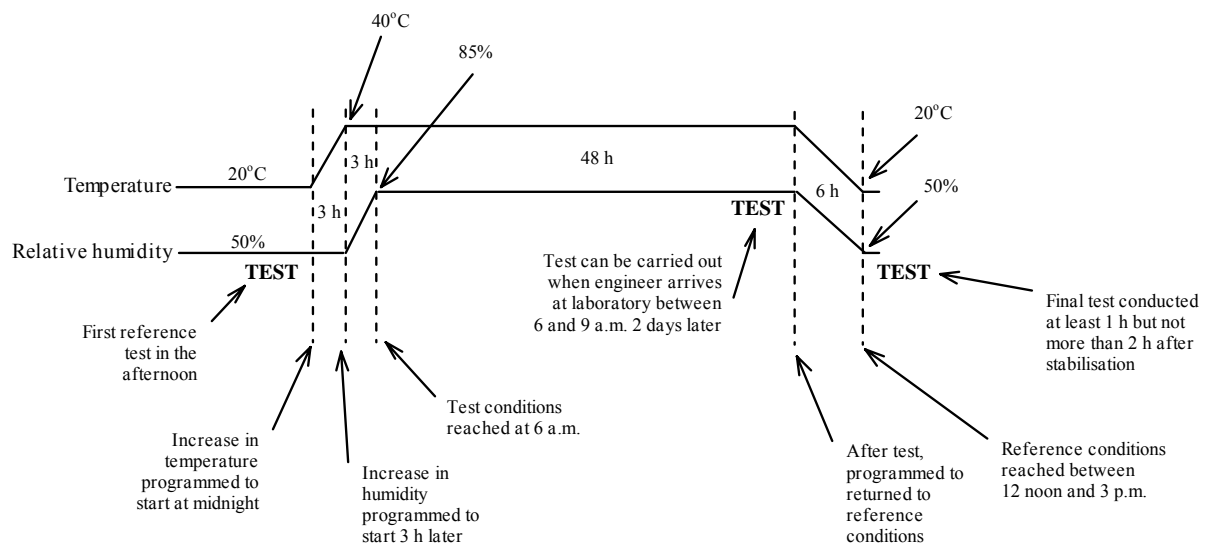 40°C
85%
20°C
3 h
48 h
20°C
Temperature
6 h
50%
3 h
TEST
50%
Relative humidity
TEST
TEST
Test can be carried out
when engineer arrives
at laboratory between
6 and 9 a.m. 2 days later
Final test conducted
at least 1 h but not
more than 2 h after
stabilisation
First reference
test in the
afternoon
Test conditions
reached at 6 a.m.
Increase in
temperature
programmed to
start at midnight
Increase in
humidity
programmed to
start 3 h later
After test,
programmed to
returned to
reference
conditions
Reference conditions
reached between
12 noon and 3 p.m.